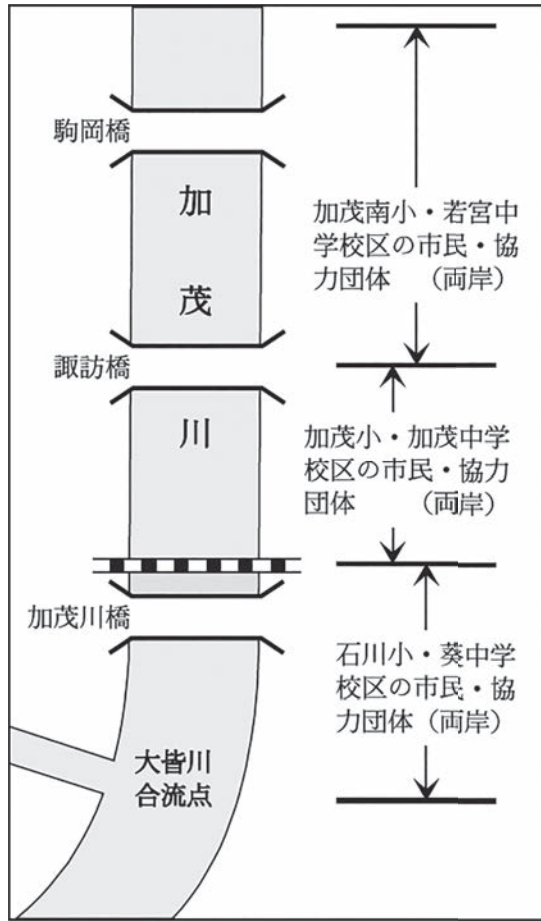 駒岡橋
加
茂
川
加茂南小・若宮中
学校区の市民・協
力団体　（両岸）
諏訪橋
加茂小・加茂中学
校区の市民・協力
団体　（両岸）
加茂川橋
石川小・葵中学
校区の市民・協
力団体（両岸）
大皆川
合流点